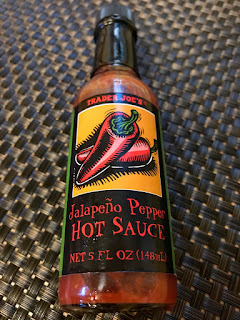 TRADER JOE'S
Jalapeño Pepper
HOT SAUCE
NET 5 FL OZ (148mL)